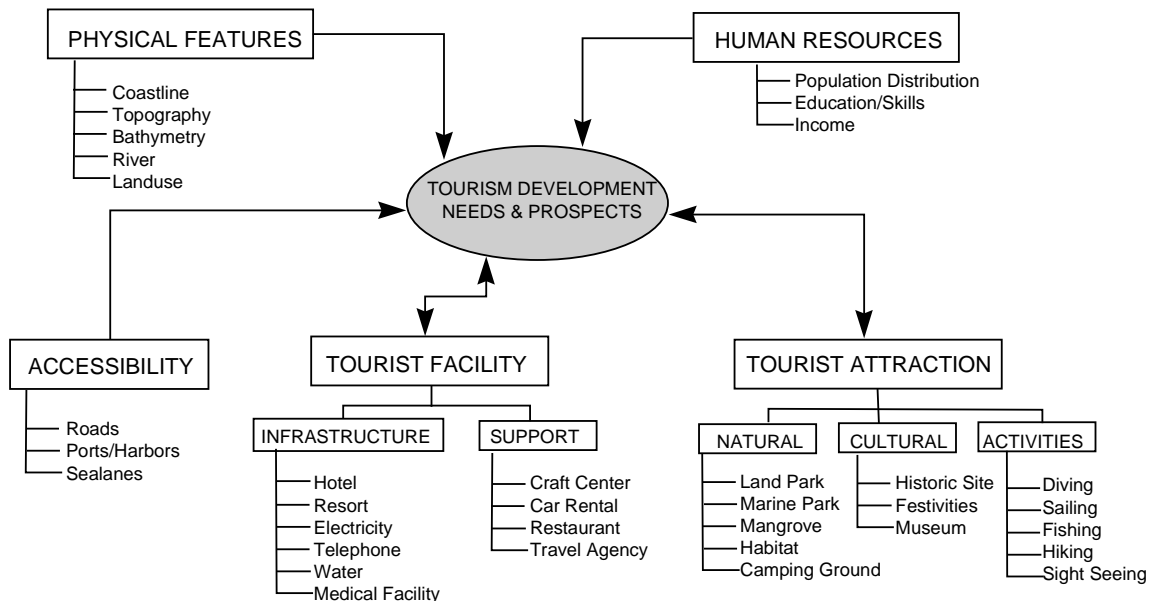 PHYSICAL FEATURES
Coastline
Topography
Bathymetry
River
Landuse
HUMAN RESOURCES
Population Distribution
Education/Skills
Income
TOURISM DEVELOPMENT
NEEDS & PROSPECTS
ACCESSIBILITY
Roads
Ports/Harbors
Sealanes
TOURIST FACILITY
INFRASTRUCTURE
Hotel
Resort
Electricity
Telephone
Water
Medical Facility
SUPPORT
Craft Center
Car Rental
Restaurant
Travel Agency
TOURIST ATTRACTION
NATURAL
Land Park
Marine Park
Mangrove
Habitat
Camping Ground
CULTURAL
Historic Site
Festivities
Museum
ACTIVITIES
Diving
Sailing
Fishing
Hiking
Sight Seeing